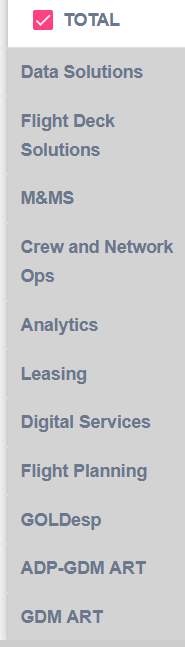 TOTAL
Data Solutions
Flight Deck
Solutions
M&MS
Crew and Network
Ops
Analytics
Leasing
Digital Services
Flight Planning
GOLDesp
ADP-GDM ART
GDM ART